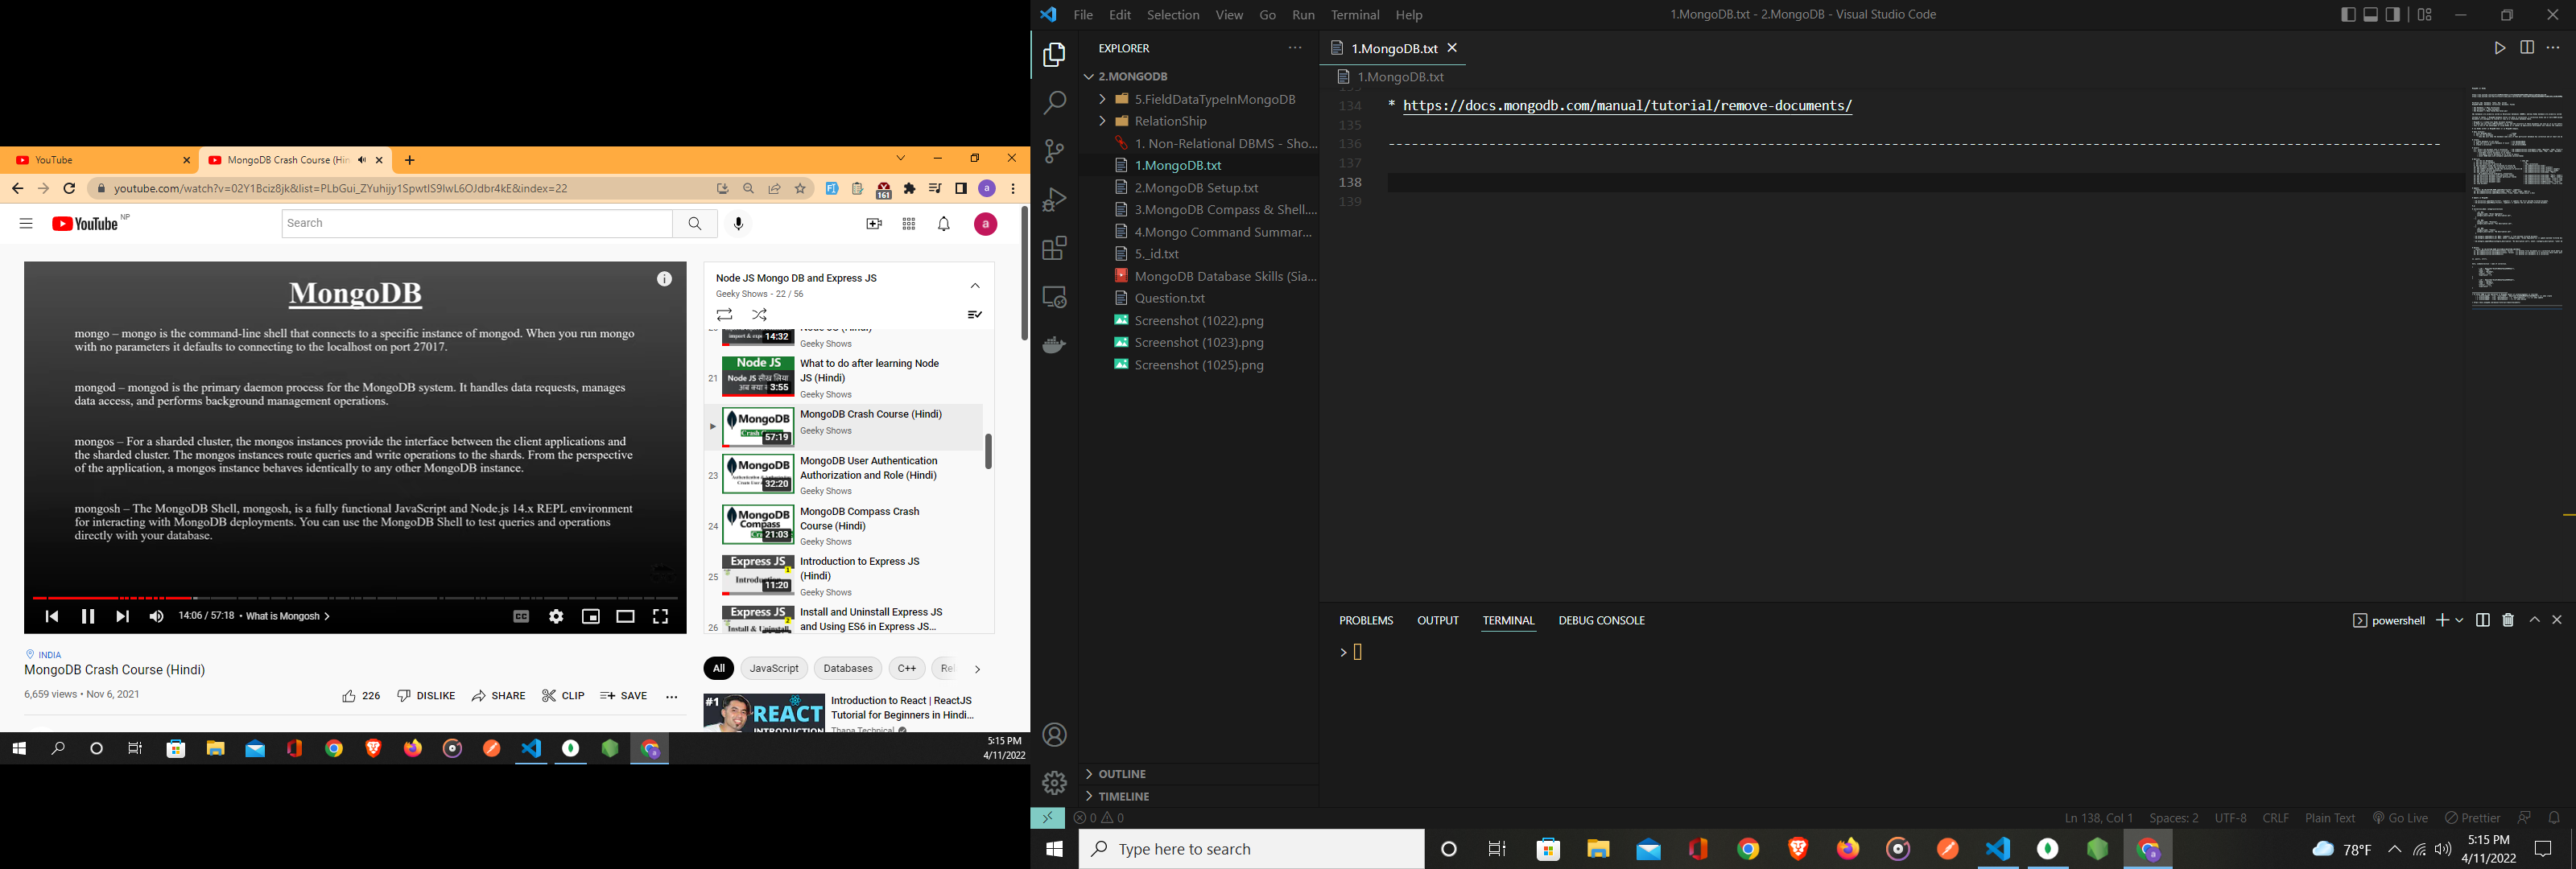 YouTube
MongoDB Crash Course (Hin
youtube.com/watch?v=02Y1Bciz8jk&list=PLbGui_ZYuhijy1SpwtIS9IwL6OJdbr4kE&index=22
161
a
YouTube NP
Search
a
MongoDB
mongo – mongo is the command-line shell that connects to a specific instance of mongod. When you run mongo
with no parameters it defaults to connecting to the localhost on port 27017.
mongod – mongod is the primary daemon process for the MongoDB system. It handles data requests, manages
data access, and performs background management operations.
mongos – For a sharded cluster, the mongos instances provide the interface between the client applications and
the sharded cluster. The mongos instances route queries and write operations to the shards. From the perspective
of the application, a mongos instance behaves identically to any other MongoDB instance.
mongosh – The MongoDB Shell, mongosh, is a fully functional JavaScript and Node.js 14.x REPL environment
for interacting with MongoDB deployments. You can use the MongoDB Shell to test queries and operations
directly with your database.
14:06 / 57:18 • What is Mongosh
CC
INDIA
MongoDB Crash Course (Hindi)
6,659 views • Nov 6, 2021
226 DISLIKE SHARE CLIP SAVE
Node JS Mongo DB and Express JS
Geeky Shows - 22 / 56
14:32
Geeky Shows
21
Node JS
3:55
What to do after learning Node
JS (Hindi)
Geeky Shows
MongoDB
57:19
MongoDB Crash Course (Hindi)
Geeky Shows
23
MongoDB
32:20
MongoDB User Authentication
Authorization and Role (Hindi)
Geeky Shows
24
MongoDB
Compass
21:03
MongoDB Compass Crash
Course (Hindi)
Geeky Shows
25
Express JS
11:20
Introduction to Express JS
(Hindi)
Geeky Shows
26
Express JS
Install and Uninstall Express JS
and Using ES6 in Express JS...
All JavaScript Databases C++
#1
REACT
INTRODUCTION
Introduction to React | ReactJS
Tutorial for Beginners in Hindi...
5:15 PM
4/11/2022
File Edit Selection View Go Run Terminal Help
1.MongoDB.txt - 2.MongoDB - Visual Studio Code
EXPLORER
2.MONGODB
5.FieldDataTypeInMongoDB
RelationShip
1. Non-Relational DBMS - Sho...
1.MongoDB.txt
2.MongoDB Setup.txt
3.MongoDB Compass & Shell....
4.Mongo Command Summar...
5._id.txt
MongoDB Database Skills (Sia...
Question.txt
Screenshot (1022).png
Screenshot (1023).png
Screenshot (1025).png
OUTLINE
TIMELINE
1.MongoDB.txt
1.MongoDB.txt
134 * https://docs.mongodb.com/manual/tutorial/remove-documents/
135
136
137
138
139
PROBLEMS OUTPUT TERMINAL DEBUG CONSOLE
powershell
>
0 0
Ln 138, Col 1 Spaces: 2 UTF-8 CRLF Plain Text Go Live Prettier
Type here to search
78°F
5:15 PM
4/11/2022